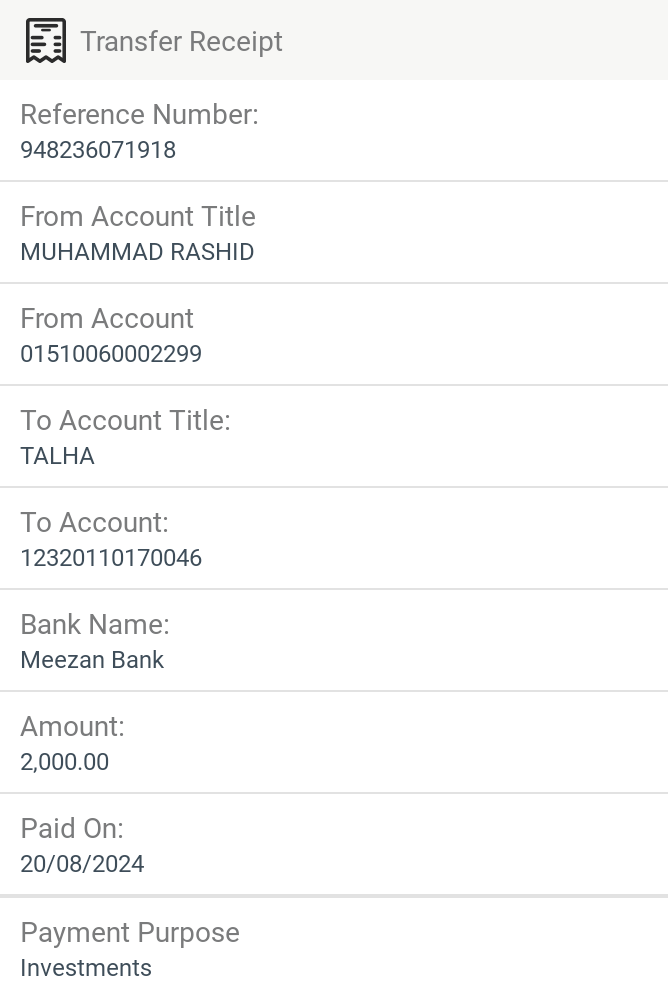 Transfer Receipt
Reference Number:
948236071918
From Account Title
MUHAMMAD RASHID
From Account
01510060002299
To Account Title:
TALHA
To Account:
12320110170046
Bank Name:
Meezan Bank
Amount:
2,000.00
Paid On:
20/08/2024
Payment Purpose
Investments